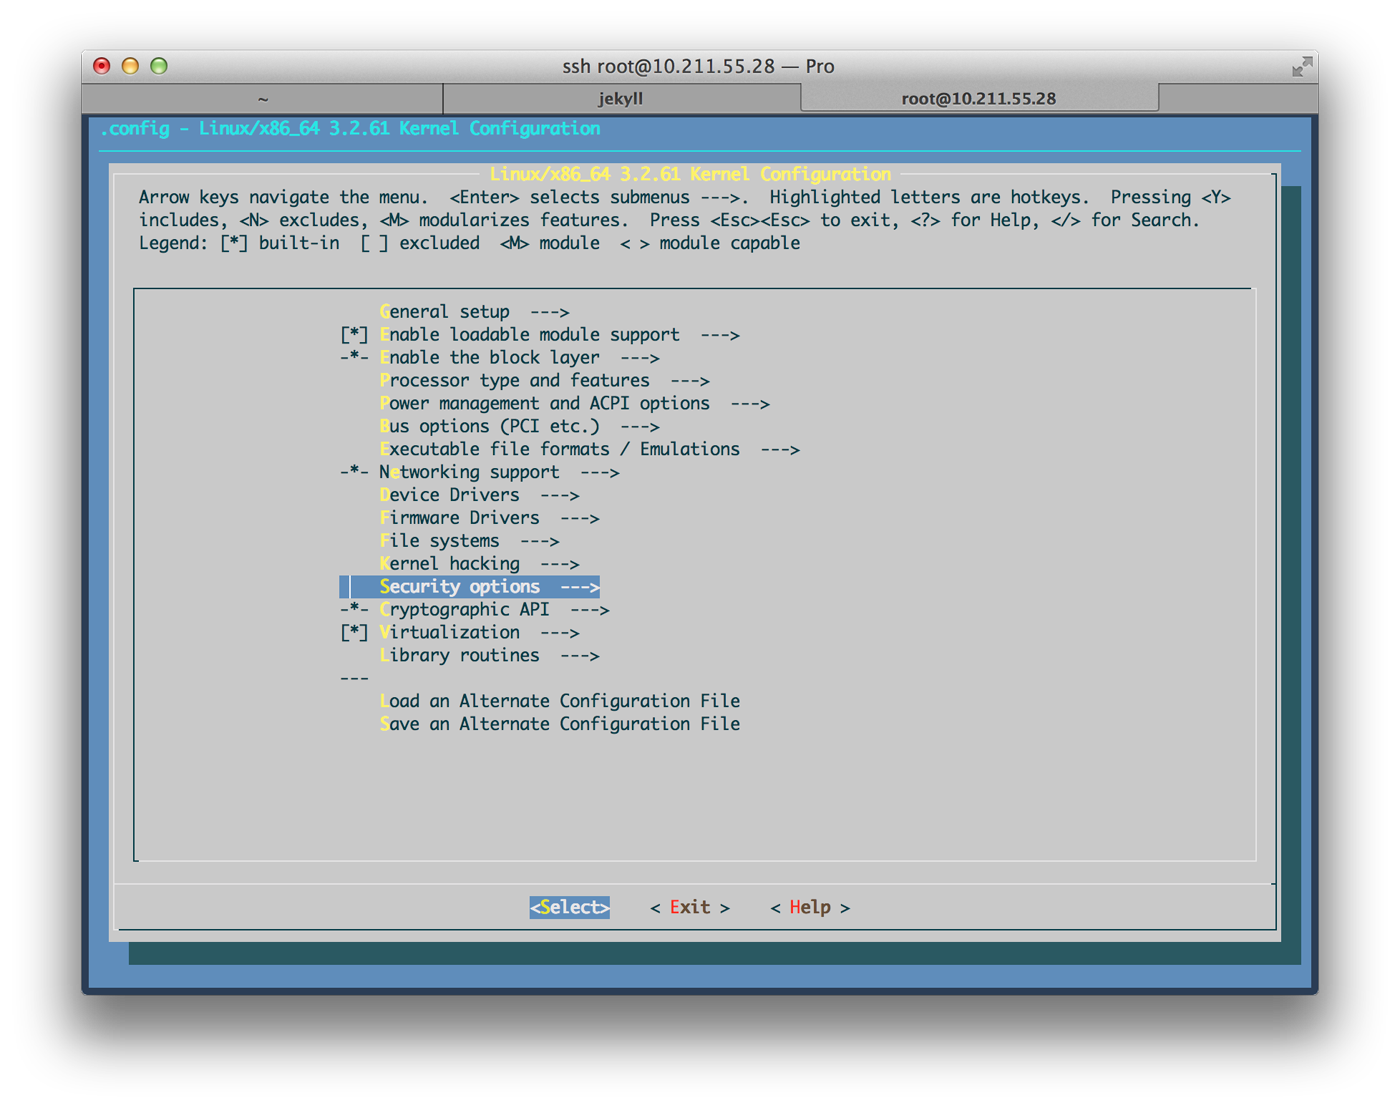 ssh root@10.211.55.28 — Pro
~ jekyll root@10.211.55.28
.config - Linux/x86_64 3.2.61 Kernel Configuration
Linux/x86_64 3.2.61 Kernel Configuration
Arrow keys navigate the menu.  <Enter> selects submenus --->.  Highlighted letters are hotkeys.  Pressing <Y>
includes, <N> excludes, <M> modularizes features.  Press <Esc><Esc> to exit, <?> for Help, </> for Search.
Legend: [*] built-in  [ ] excluded  <M> module  < > module capable
General setup  --->
[*] Enable loadable module support  --->
-*- Enable the block layer  --->
Processor type and features  --->
Power management and ACPI options  --->
Bus options (PCI etc.)  --->
Executable file formats / Emulations  --->
-*- Networking support  --->
Device Drivers  --->
Firmware Drivers  --->
File systems  --->
Kernel hacking  --->
Security options  --->
-*- Cryptographic API  --->
[*] Virtualization  --->
Library routines  --->
---
Load an Alternate Configuration File
Save an Alternate Configuration File
<Select>    < Exit >    < Help >